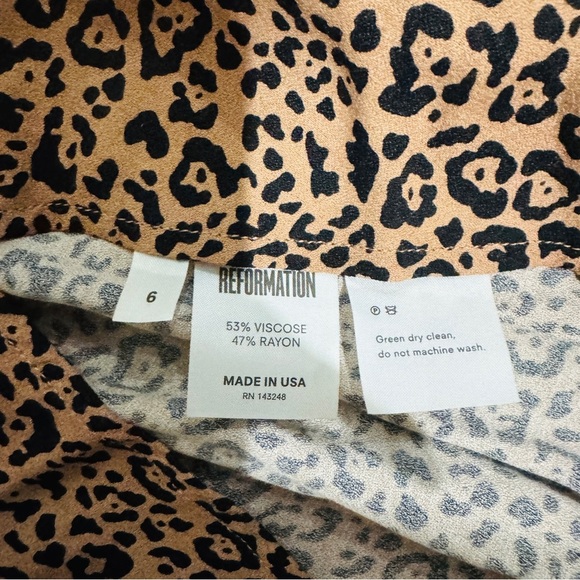 6
REFORMATION
53% VISCOSE
47% RAYON
MADE IN USA
RN 143248
P
Green dry clean,
do not machine wash.